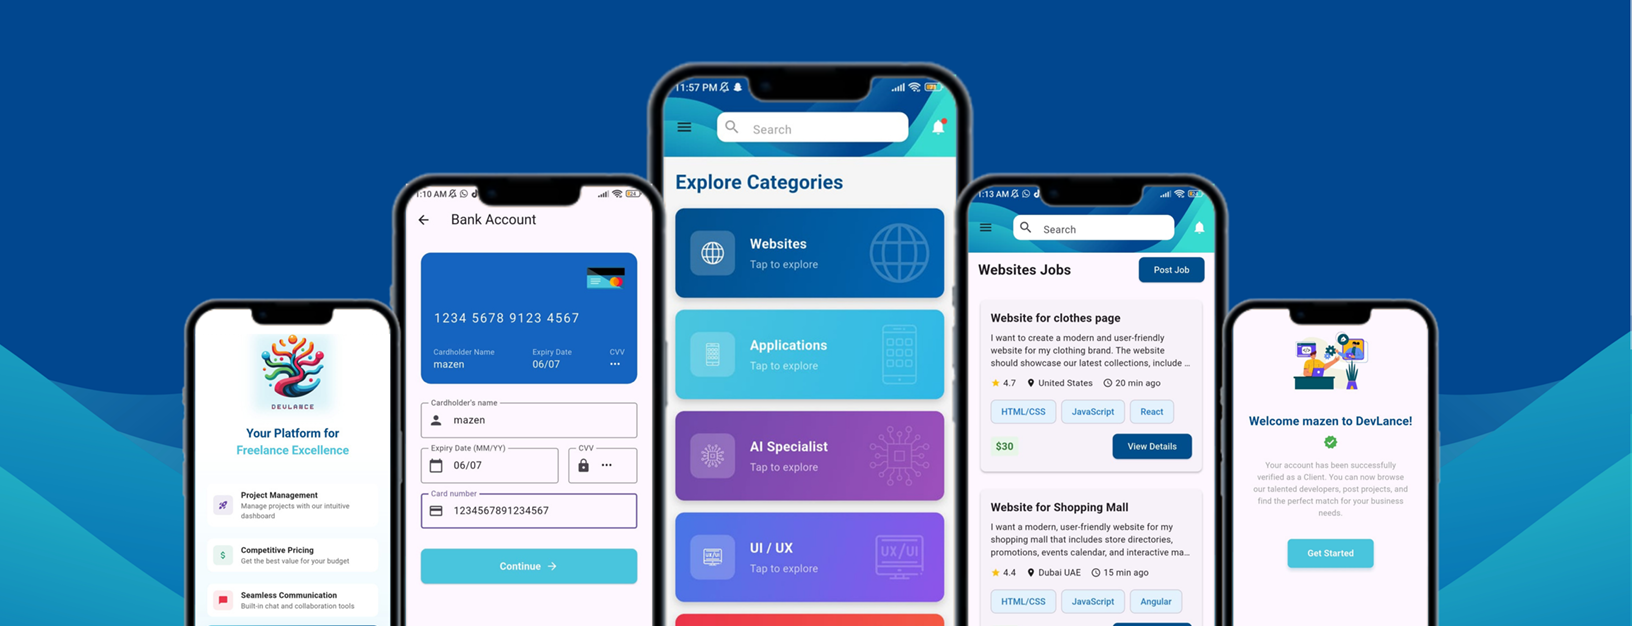 DEVLANCE
Your Platform for
Freelance Excellence
Project Management
Manage projects with our intuitive
dashboard
Competitive Pricing
Get the best value for your budget
Seamless Communication
Built-in chat and collaboration tools
1:10 AM
Bank Account
1234 5678 9123 4567
Cardholder Name
Expiry Date
CVV
mazen
06/07
•••
Cardholder's name
mazen
Expiry Date (MM/YY)
CVV
06/07
•••
Card number
1234567891234567
Continue →
11:57 PM
Search
Explore Categories
Websites
Tap to explore
Applications
Tap to explore
AI Specialist
Tap to explore
UI / UX
UX/UI
Tap to explore
1:13 AM
Search
Websites Jobs
Post Job
Website for clothes page
I want to create a modern and user-friendly
website for my clothing brand. The website
should showcase our latest collections, include ...
4.7 United States 20 min ago
HTML/CSS JavaScript React
$30
View Details
Website for Shopping Mall
I want a modern, user-friendly website for my
shopping mall that includes store directories,
promotions, events calendar, and interactive ma...
4.4 Dubai UAE 15 min ago
HTML/CSS JavaScript Angular
Welcome mazen to DevLance!
Your account has been successfully
verified as a Client. You can now browse
our talented developers, post projects, and
find the perfect match for your business
needs.
Get Started